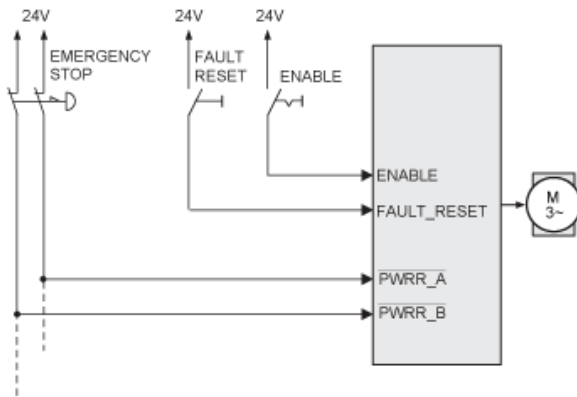 24V
24V
24V
EMERGENCY
STOP
FAULT
RESET
ENABLE
ENABLE
FAULT_RESET
PWRR_A
PWRR_B
M
3~